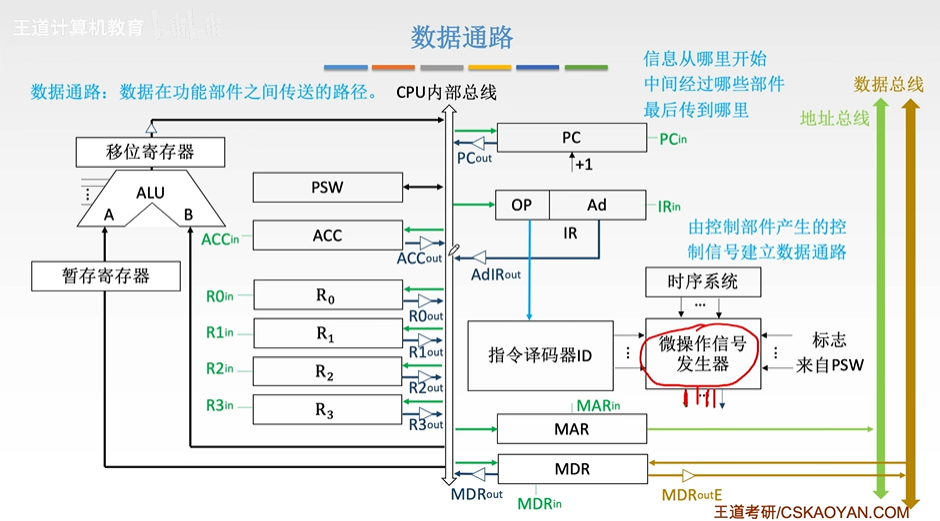 王道计算机教育
数据通路
数据通路：数据在功能部件之间传送的路径。
CPU内部总线
信息从哪里开始
中间经过哪些部件
最后传到哪里
数据总线
地址总线
移位寄存器
ALU
A
B
暂存寄存器
PSW
ACCin
ACC
ACCout
R0in
R0
R0out
R1in
R1
R1out
R2in
R2
R2out
R3in
R3
R3out
PC
PCin
PCout
+1
OP
Ad
IRin
IR
AdIRout
由控制部件产生的控
制信号建立数据通路
时序系统
...
指令译码器ID
...
微操作信号
发生器
...
标志
来自PSW
...
MARin
MAR
MDR
MDRout
MDRin
MDRoutE
王道考研/CSKAOYAN.COM